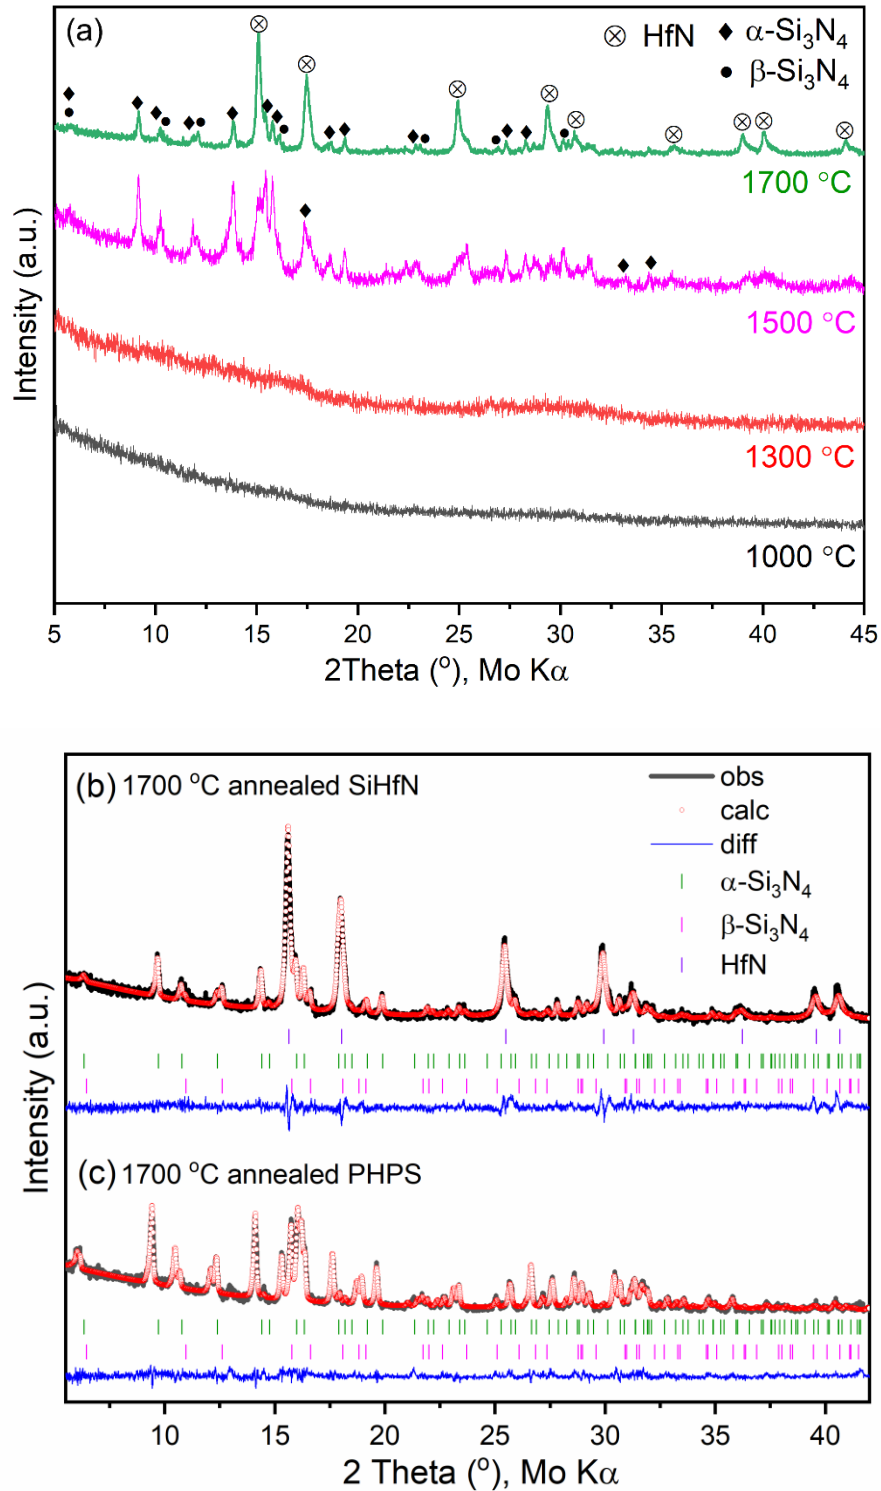 (a)
HfN
α-Si₃N₄
β-Si₃N₄
1700 °C
1500 °C
1300 °C
1000 °C
Intensity (a.u.)
5 10 15 20 25 30 35 40 45
2Theta (°), Mo Kα
(b) 1700 °C annealed SiHfN
obs
calc
diff
α-Si₃N₄
β-Si₃N₄
HfN
(c) 1700 °C annealed PHPS
Intensity (a.u.)
10 15 20 25 30 35 40
2 Theta (°), Mo Kα